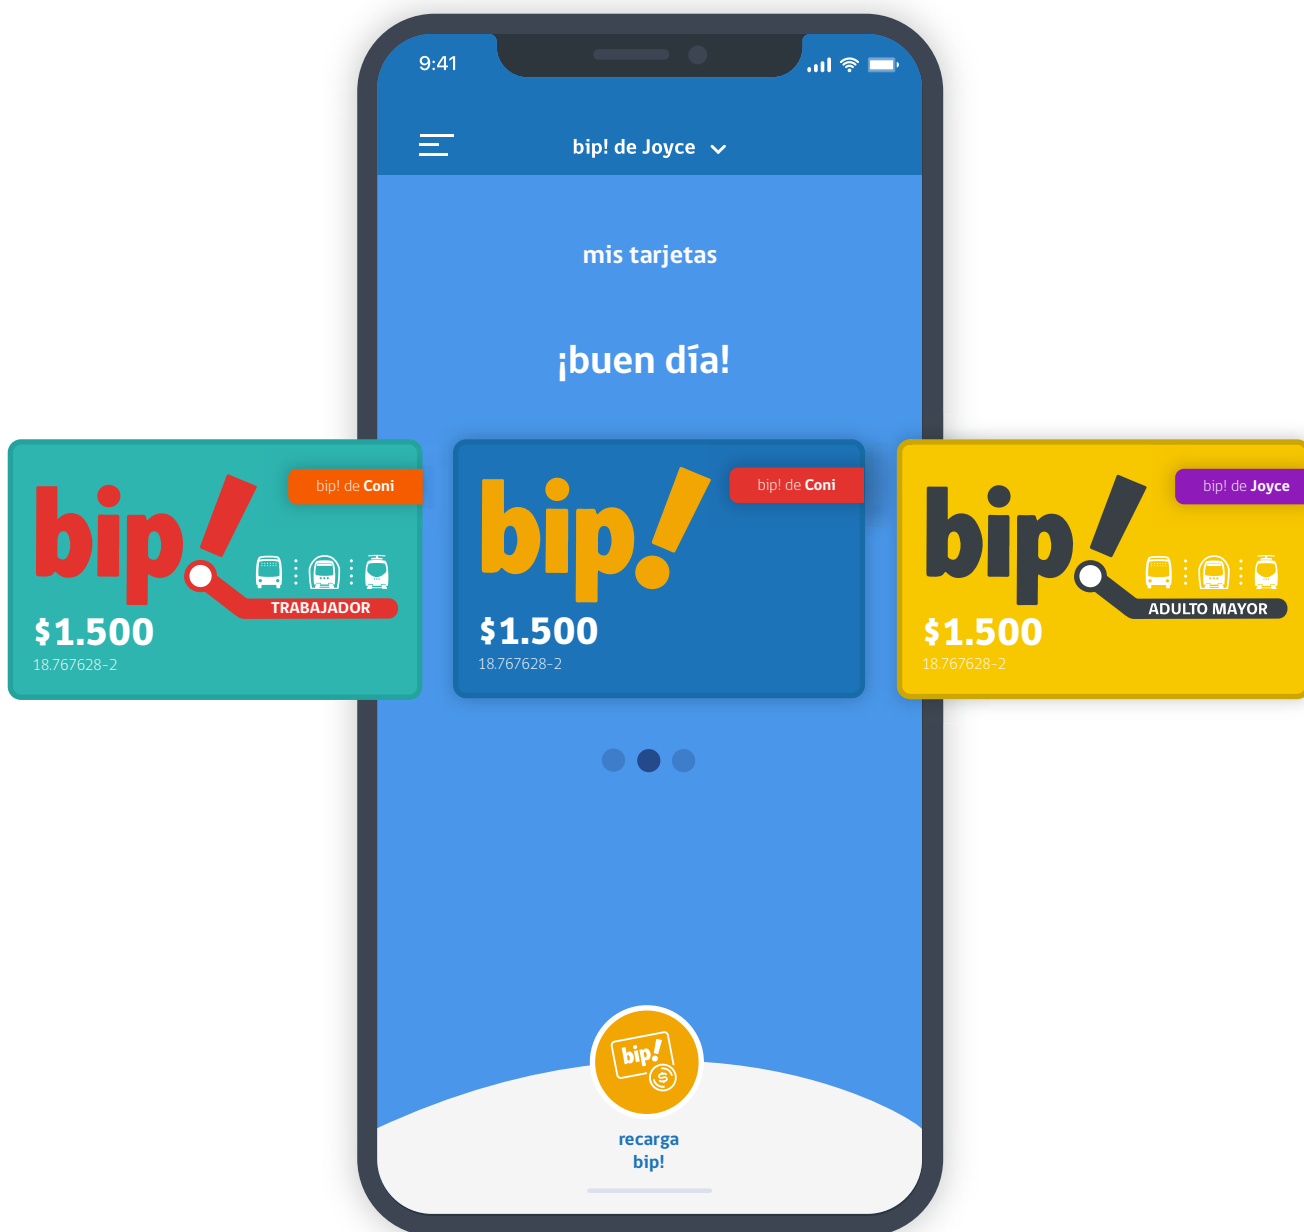 9:41
bip! de Joyce
mis tarjetas
¡buen día!
bip! de Coni
bip!
TRABAJADOR
$1.500
18.767628-2
bip! de Coni
bip!
$1.500
18.767628-2
bip! de Joyce
bip!
ADULTO MAYOR
$1.500
18.767628-2
bip!
$
recarga
bip!